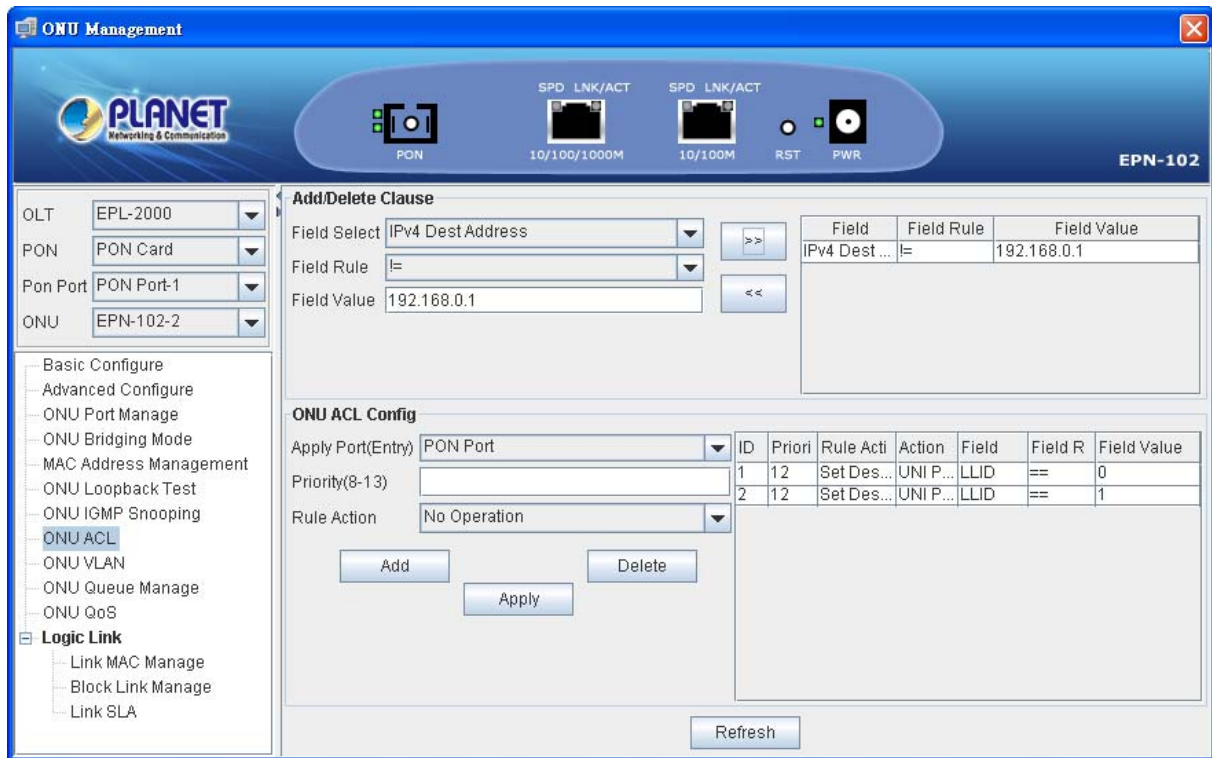 ONU Management
PLANET
Networking & Communication
SPD LNK/ACT SPD LNK/ACT
PON 10/100/1000M 10/100M RST PWR
EPN-102
OLT EPL-2000
PON PON Card
Pon Port PON Port-1
ONU EPN-102-2
Basic Configure
Advanced Configure
ONU Port Manage
ONU Bridging Mode
MAC Address Management
ONU Loopback Test
ONU IGMP Snooping
ONU ACL
ONU VLAN
ONU Queue Manage
ONU QoS
Logic Link
Link MAC Manage
Block Link Manage
Link SLA
Add/Delete Clause
Field Select IPv4 Dest Address
Field Rule !=
Field Value 192.168.0.1
>>
<<
Field Field Rule Field Value
IPv4 Dest ... != 192.168.0.1
ONU ACL Config
Apply Port(Entry) PON Port
Priority(8-13)
Rule Action No Operation
Add Delete
Apply
ID Priori Rule Acti Action Field Field R Field Value
1 12 Set Des... UNI P... LLID == 0
2 12 Set Des... UNI P... LLID == 1
Refresh